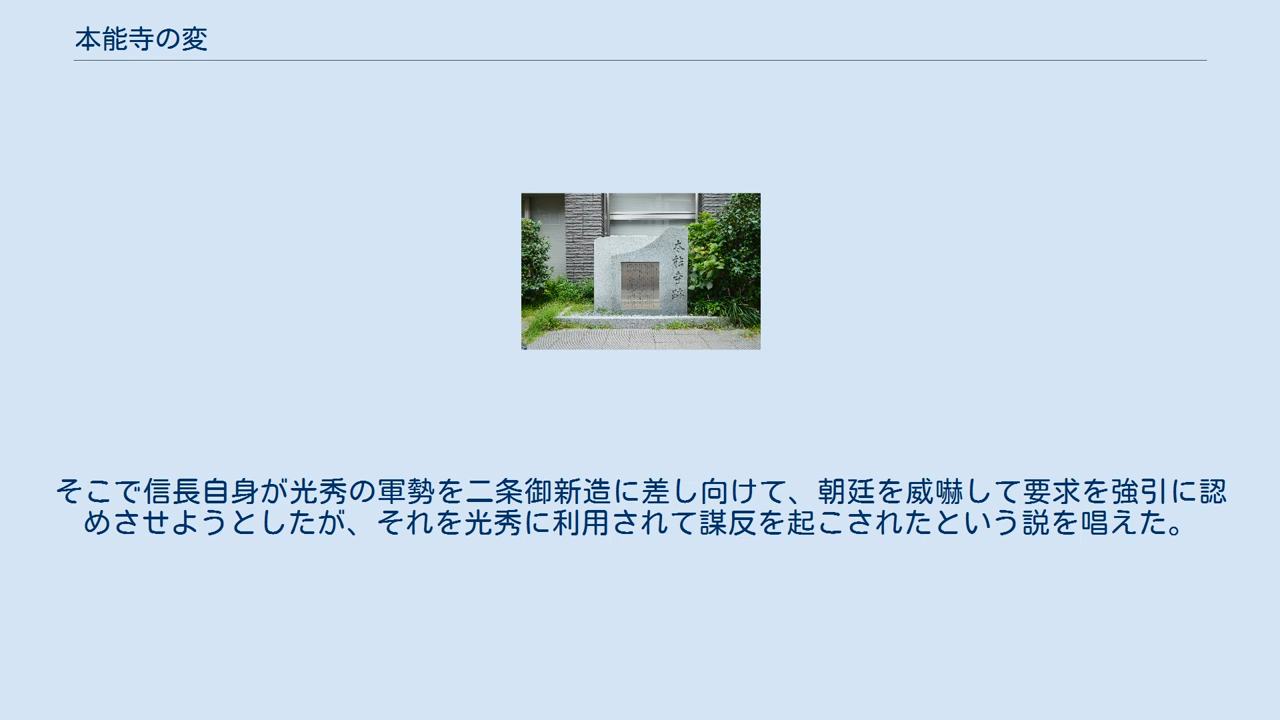 本能寺の変
本能寺跡
そこで信長自身が光秀の軍勢を二条御新造に差し向けて、朝廷を威嚇して要求を強引に認
めさせようとしたが、それを光秀に利用されて謀反を起こされたという説を唱えた。